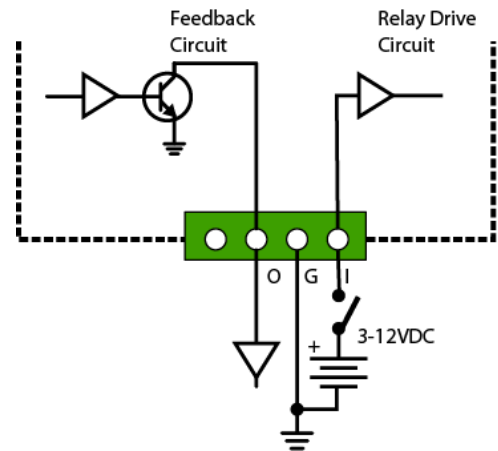 Feedback
Circuit
Relay Drive
Circuit
O G I
+
3-12VDC